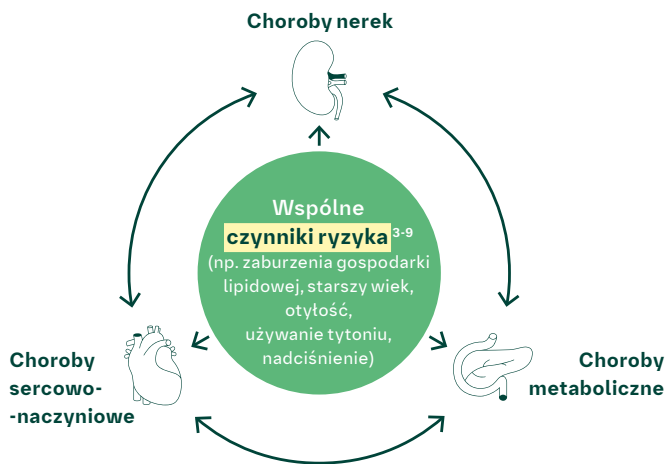 Choroby nerek
Wspólne
czynniki ryzyka 3-9
(np. zaburzenia gospodarki
lipidowej, starszy wiek,
otyłość,
używanie tytoniu,
nadciśnienie)
Choroby
sercowo-
-naczyniowe
Choroby
metaboliczne